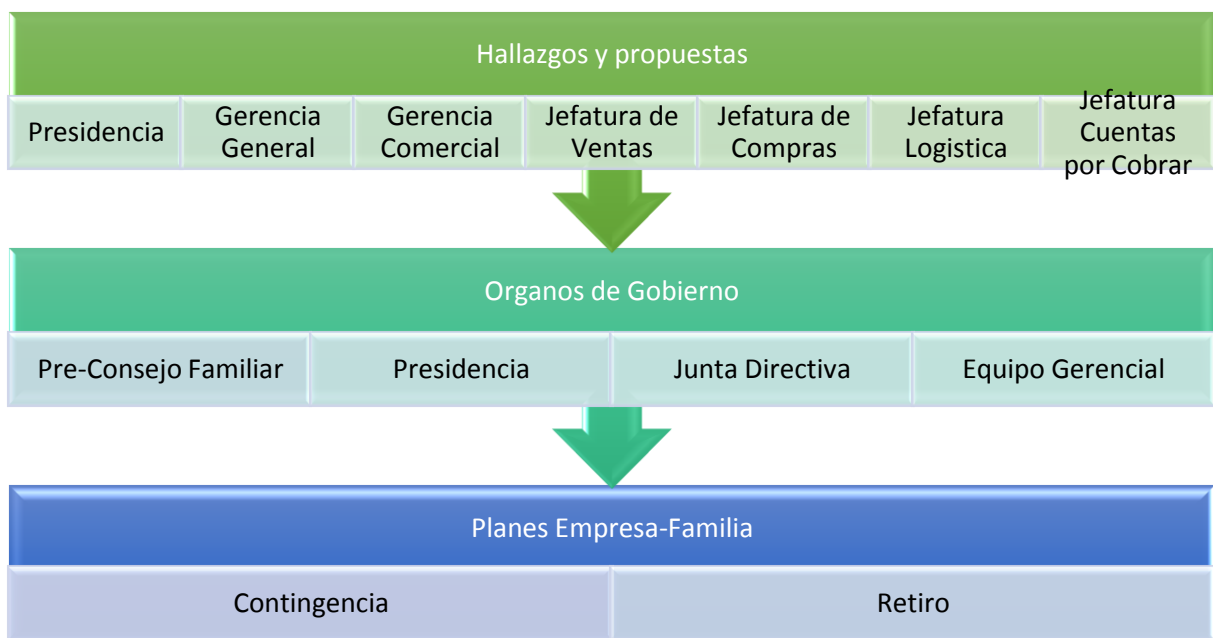 Hallazgos y propuestas
Presidencia
Gerencia
General
Gerencia
Comercial
Jefatura de
Ventas
Jefatura de
Compras
Jefatura
Logistica
Jefatura
Cuentas
por Cobrar
Organos de Gobierno
Pre-Consejo Familiar
Presidencia
Junta Directiva
Equipo Gerencial
Planes Empresa-Familia
Contingencia
Retiro